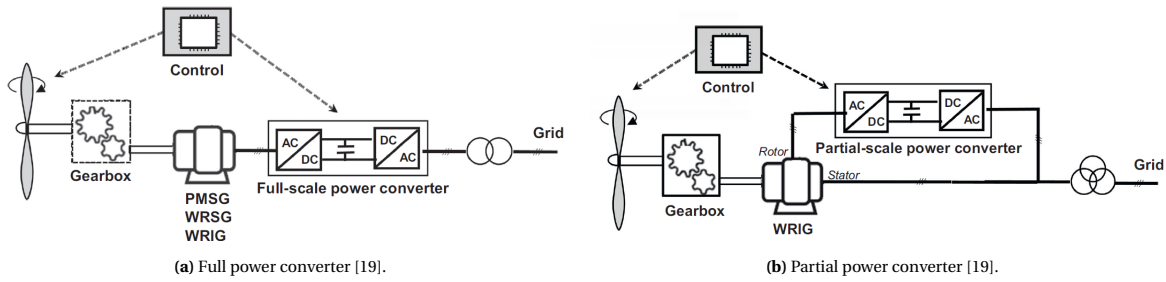 Control
AC
DC
DC
AC
Grid
Gearbox
Full-scale power converter
PMSG
WRSG
WRIG
(a) Full power converter [19].
Control
AC
DC
DC
AC
Partial-scale power converter
Rotor
Stator
Grid
Gearbox
WRIG
(b) Partial power converter [19].